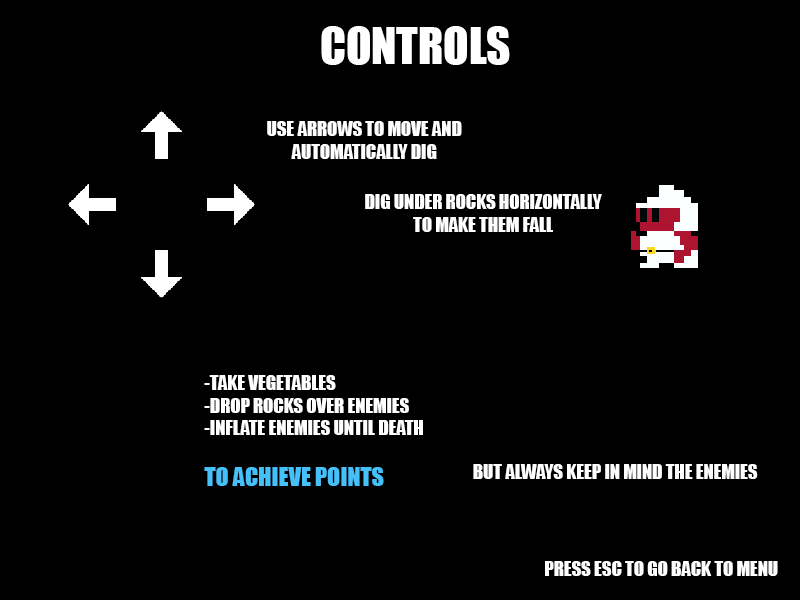 CONTROLS
USE ARROWS TO MOVE AND
AUTOMATICALLY DIG
DIG UNDER ROCKS HORIZONTALLY
TO MAKE THEM FALL
-TAKE VEGETABLES
-DROP ROCKS OVER ENEMIES
-INFLATE ENEMIES UNTIL DEATH
TO ACHIEVE POINTS
BUT ALWAYS KEEP IN MIND THE ENEMIES
PRESS ESC TO GO BACK TO MENU